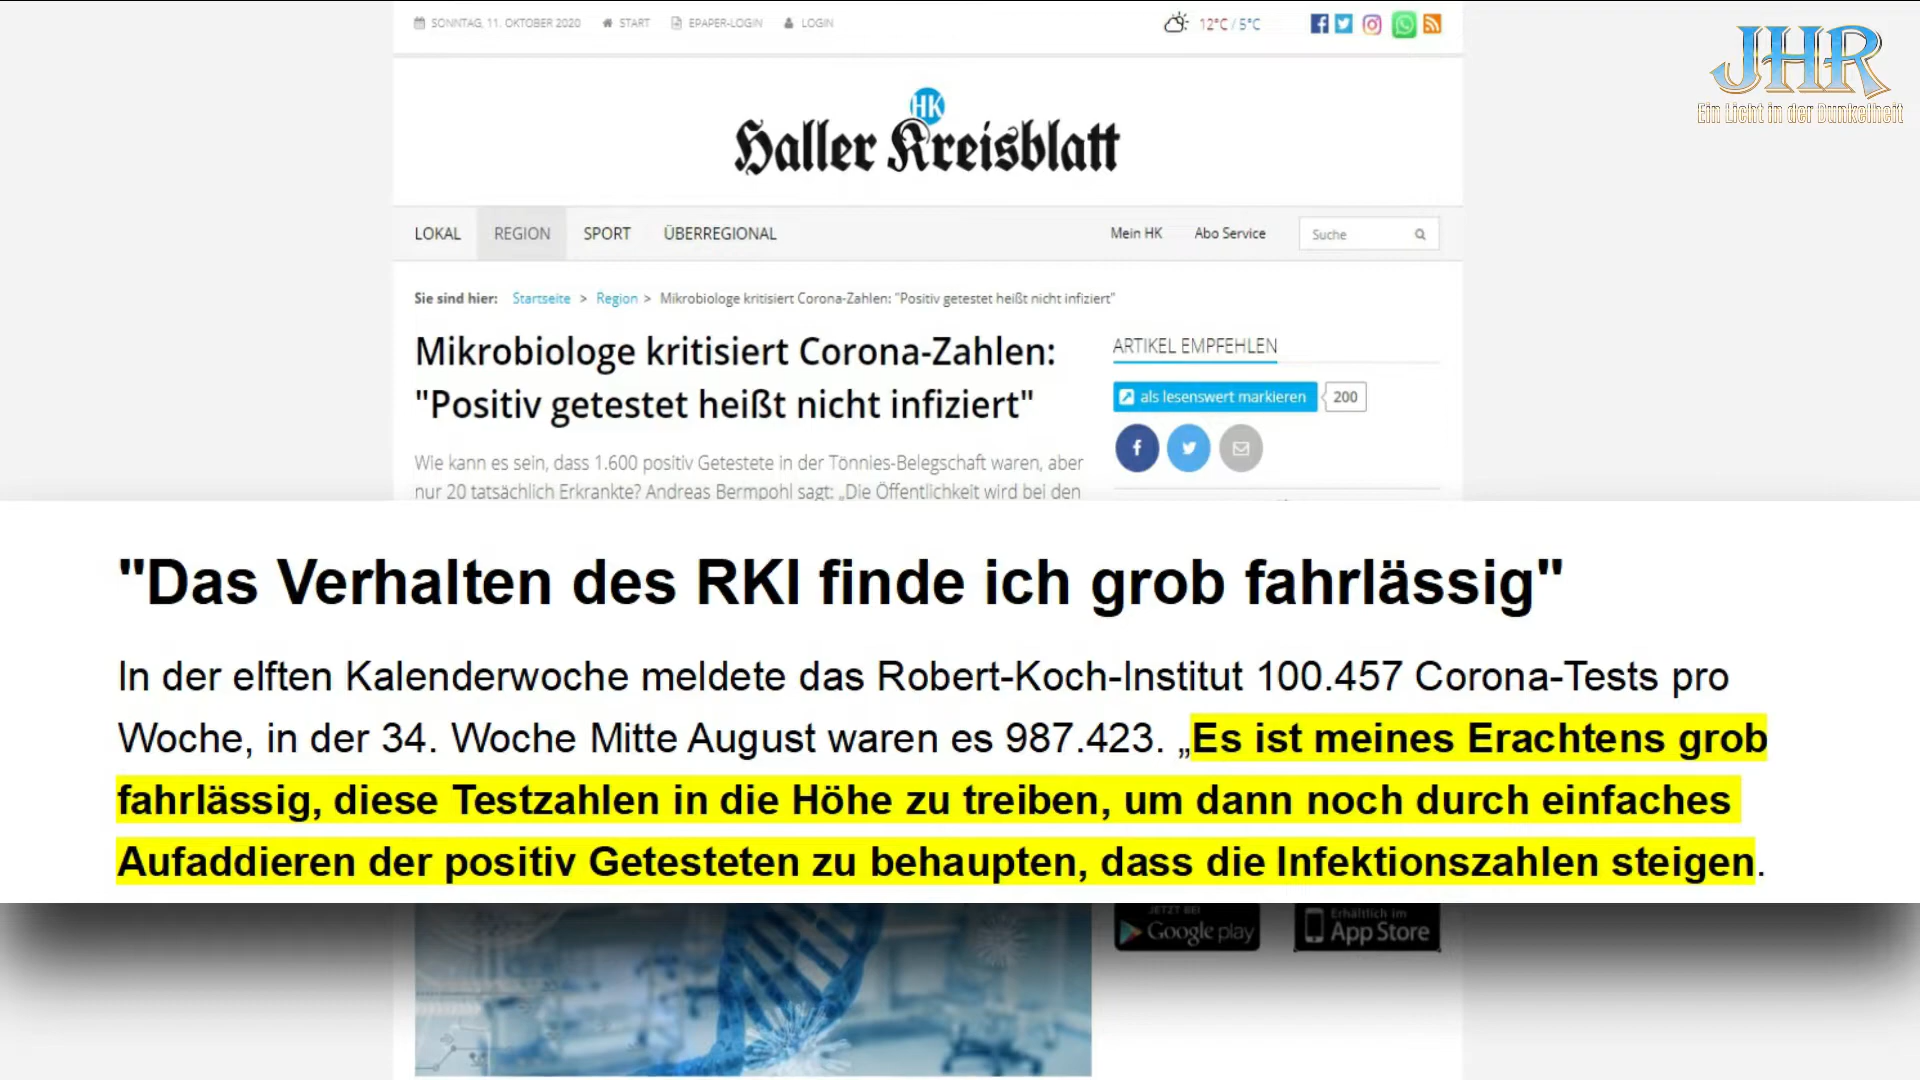 SONNTAG, 11. OKTOBER 2020 START EPAPER-LOGIN LOGIN 12°C / 5°C
JHR
Ein Licht in der Dunkelheit
HK
Haller Kreisblatt
LOKAL REGION SPORT ÜBERREGIONAL Mein HK Abo Service Suche
Sie sind hier: Startseite > Region > Mikrobiologe kritisiert Corona-Zahlen: "Positiv getestet heißt nicht infiziert"
Mikrobiologe kritisiert Corona-Zahlen:
"Positiv getestet heißt nicht infiziert"
Wie kann es sein, dass 1.600 positiv Getestete in der Tönnies-Belegschaft waren, aber
nur 20 tatsächlich Erkrankte? Andreas Bermpohl sagt: „Die Öffentlichkeit wird bei den
ARTIKEL EMPFEHLEN
als lesenswert markieren 200
"Das Verhalten des RKI finde ich grob fahrlässig"
In der elften Kalenderwoche meldete das Robert-Koch-Institut 100.457 Corona-Tests pro
Woche, in der 34. Woche Mitte August waren es 987.423. „Es ist meines Erachtens grob
fahrlässig, diese Testzahlen in die Höhe zu treiben, um dann noch durch einfaches
Aufaddieren der positiv Getesteten zu behaupten, dass die Infektionszahlen steigen.
JETZT BEI
Google play
Erhältlich im
App Store